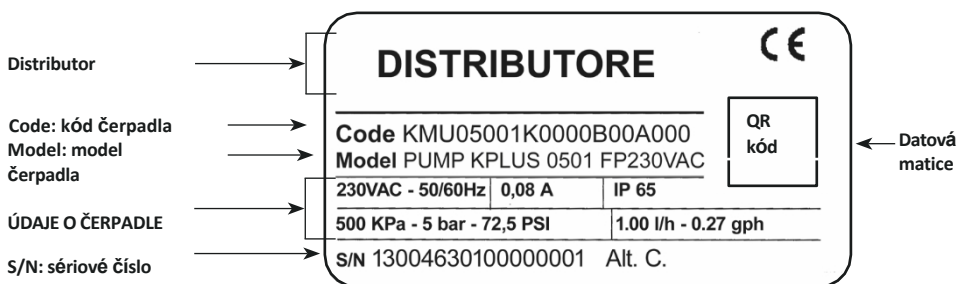 Distributor
DISTRIBUTORE
CE
Code: kód čerpadla
Model: model
čerpadla
Code KMU05001K0000B00A000
Model PUMP KPLUS 0501 FP230VAC
QR
kód
Datová
matice
ÚDAJE O ČERPADLE
230VAC - 50/60Hz 0,08 A IP 65
500 KPa - 5 bar - 72,5 PSI 1.00 l/h - 0.27 gph
S/N: sériové číslo
S/N 13004630100000001 Alt. C.